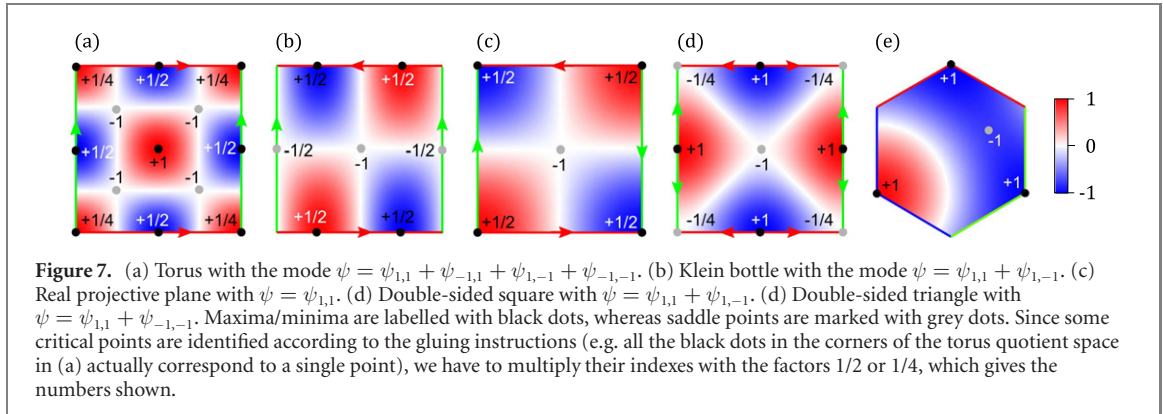 (a) (b) (c) (d) (e)
+1/4 +1/2 +1/4 +1/2 +1/2 +1/2 +1/2 -1/4 +1 -1/4 +1
-1 -1 -1 1
+1/2 +1 +1/2 -1/2 -1 -1/2 -1 +1 -1 +1 0
-1 -1 +1 +1 -1
+1/4 +1/2 +1/4 +1/2 +1/2 +1/2 +1/2 -1/4 +1 -1/4
Figure 7. (a) Torus with the mode ψ = ψ1,1 + ψ−1,1 + ψ1,−1 + ψ−1,−1. (b) Klein bottle with the mode ψ = ψ1,1 + ψ1,−1. (c)
Real projective plane with ψ = ψ1,1. (d) Double-sided square with ψ = ψ1,1 + ψ1,−1. (d) Double-sided triangle with
ψ = ψ1,1 + ψ−1,−1. Maxima/minima are labelled with black dots, whereas saddle points are marked with grey dots. Since some
critical points are identified according to the gluing instructions (e.g. all the black dots in the corners of the torus quotient space
in (a) actually correspond to a single point), we have to multiply their indexes with the factors 1/2 or 1/4, which gives the
numbers shown.